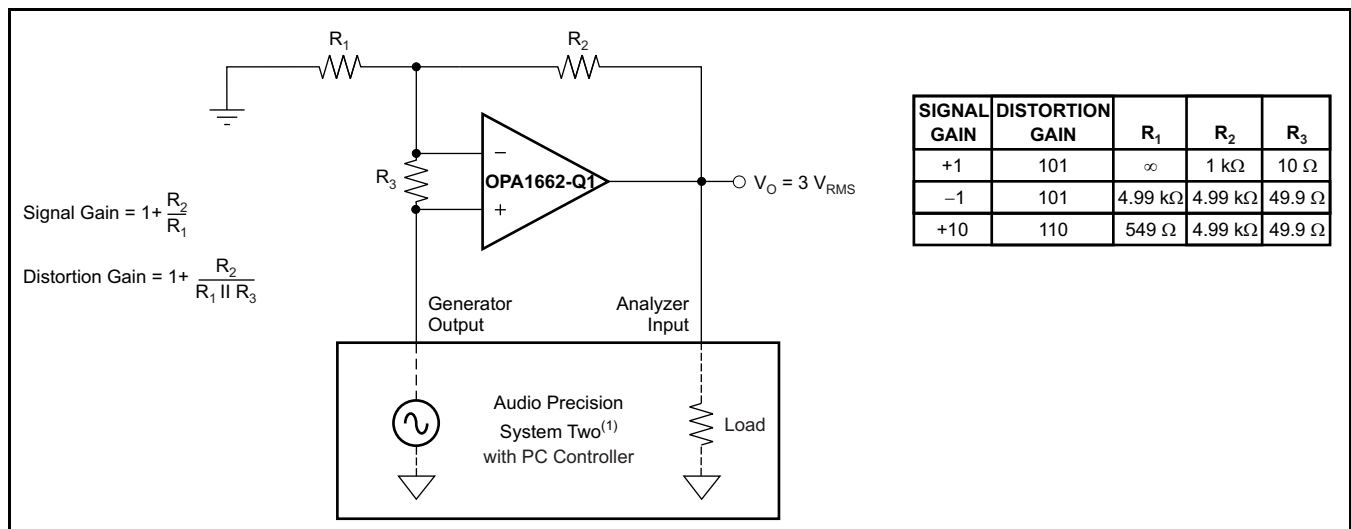 R1
R2
R3
−
+
OPA1662-Q1
VO = 3 VRMS
Signal Gain = 1+ R2/R1
Distortion Gain = 1+ R2/(R1 II R3)
Generator
Output
Analyzer
Input
Audio Precision
System Two(1)
with PC Controller
Load
SIGNAL GAIN DISTORTION GAIN R1 R2 R3
+1 101 ∞ 1 kΩ 10 Ω
−1 101 4.99 kΩ 4.99 kΩ 49.9 Ω
+10 110 549 Ω 4.99 kΩ 49.9 Ω